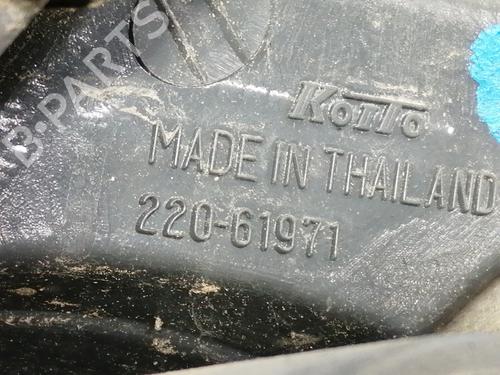 B-PARTS
KoITo
MADE IN THAILAND
220-61971